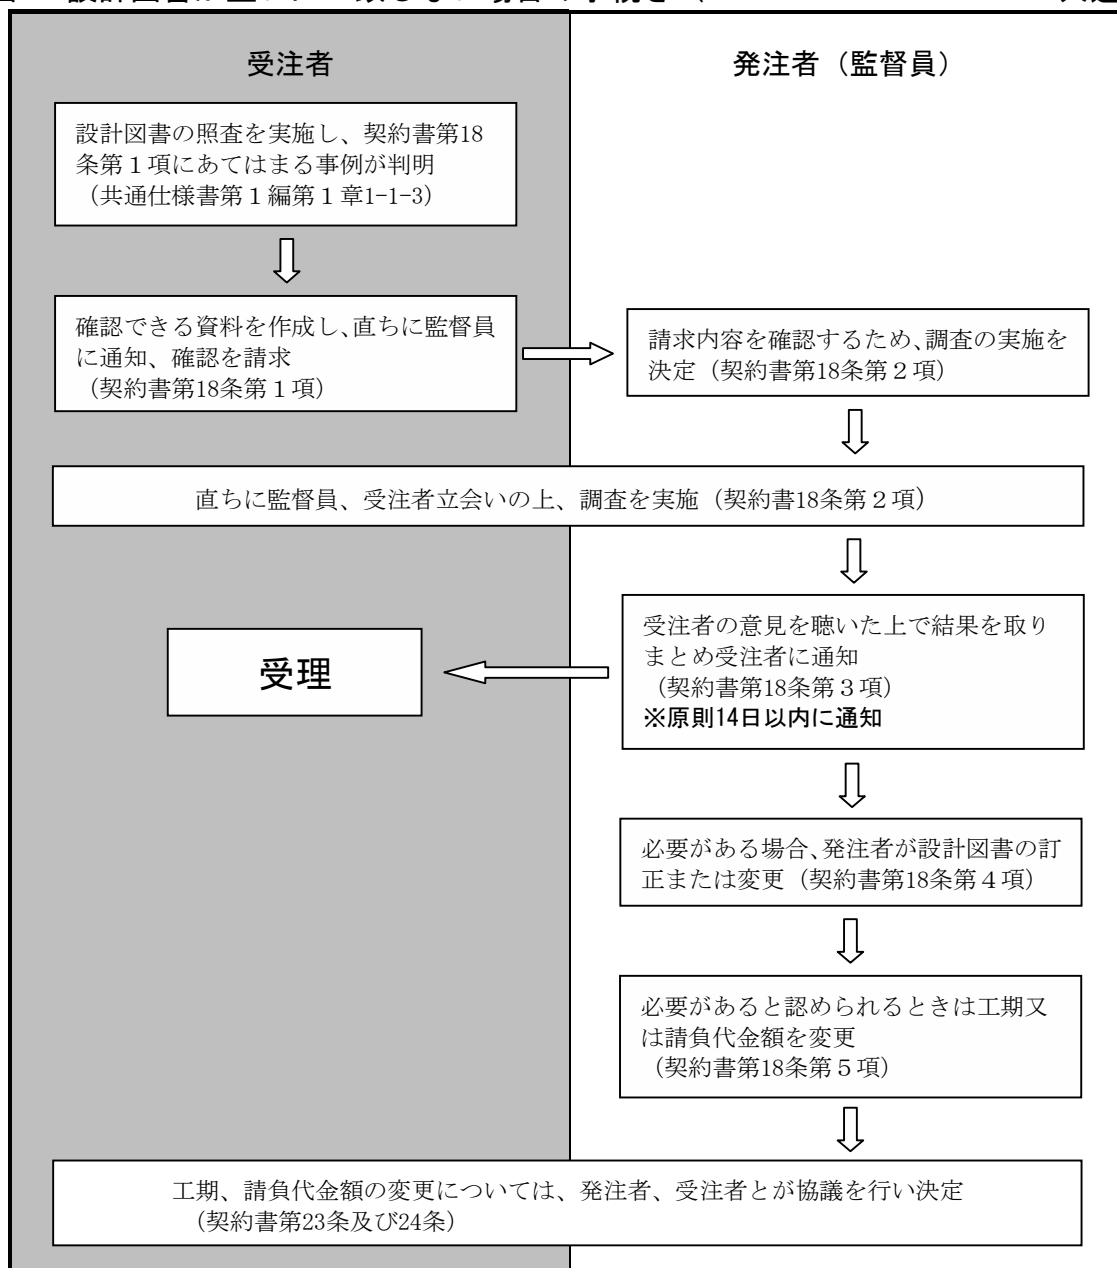 受注者
発注者（監督員）
設計図書の照査を実施し、契約書第18
条第１項にあてはまる事例が判明
（共通仕様書第１編第１章1-1-3）
確認できる資料を作成し、直ちに監督員
に通知、確認を請求
（契約書第18条第１項）
請求内容を確認するため、調査の実施を
決定（契約書第18条第２項）
直ちに監督員、受注者立会いの上、調査を実施（契約書18条第２項）
受注者の意見を聴いた上で結果を取り
まとめ受注者に通知
（契約書第18条第３項）
※原則14日以内に通知
受理
必要がある場合、発注者が設計図書の訂
正または変更（契約書第18条第４項）
必要があると認められるときは工期又
は請負代金額を変更
（契約書第18条第５項）
工期、請負代金額の変更については、発注者、受注者とが協議を行い決定
（契約書第23条及び24条）